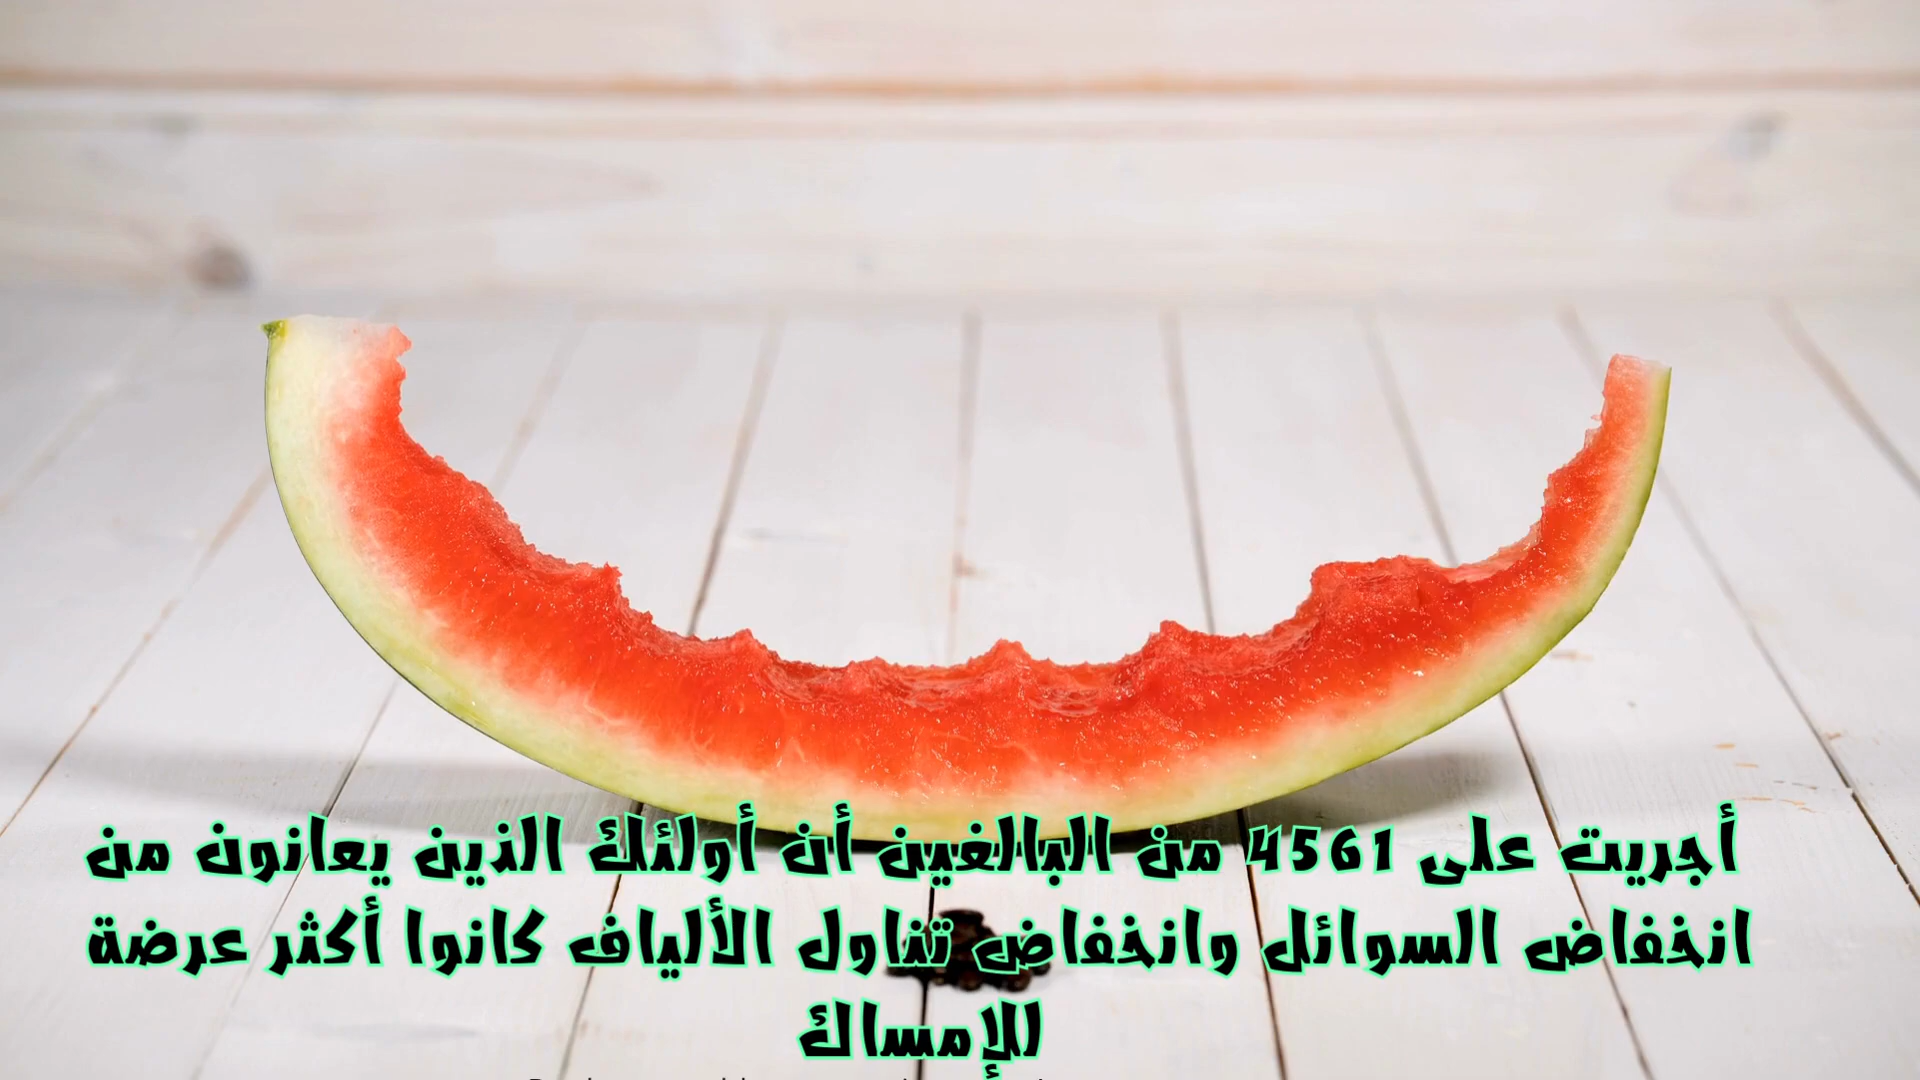 أجريت على 4561 من البالغين أن أولئك الذين يعانون من
انخفاض السوائل وانخفاض تناول الألياف كانوا أكثر عرضة
للإمساك